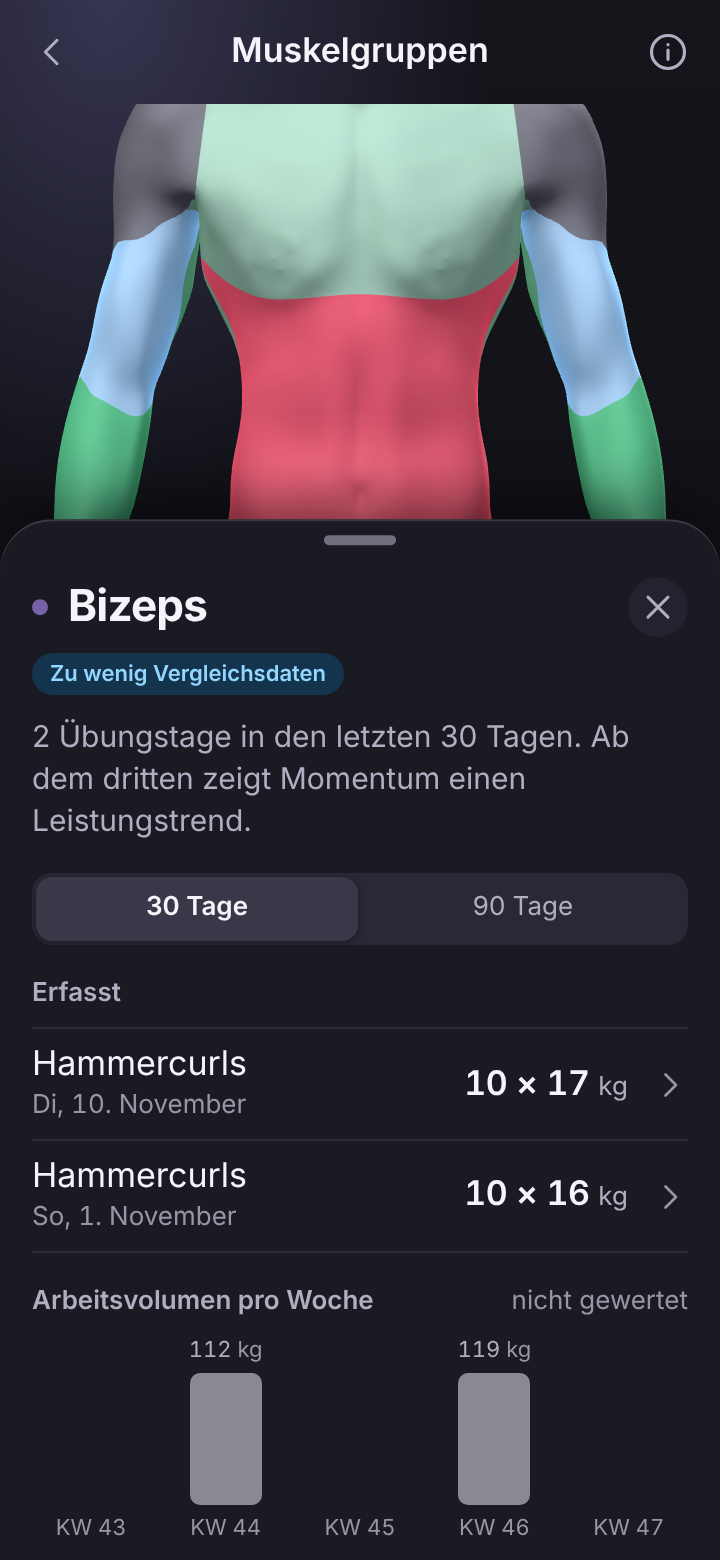 Muskelgruppen
Bizeps
Zu wenig Vergleichsdaten
2 Übungstage in den letzten 30 Tagen. Ab
dem dritten zeigt Momentum einen
Leistungstrend.
30 Tage 90 Tage
Erfasst
Hammercurls
Di, 10. November
10 × 17 kg
Hammercurls
So, 1. November
10 × 16 kg
Arbeitsvolumen pro Woche nicht gewertet
112 kg 119 kg
KW 43 KW 44 KW 45 KW 46 KW 47